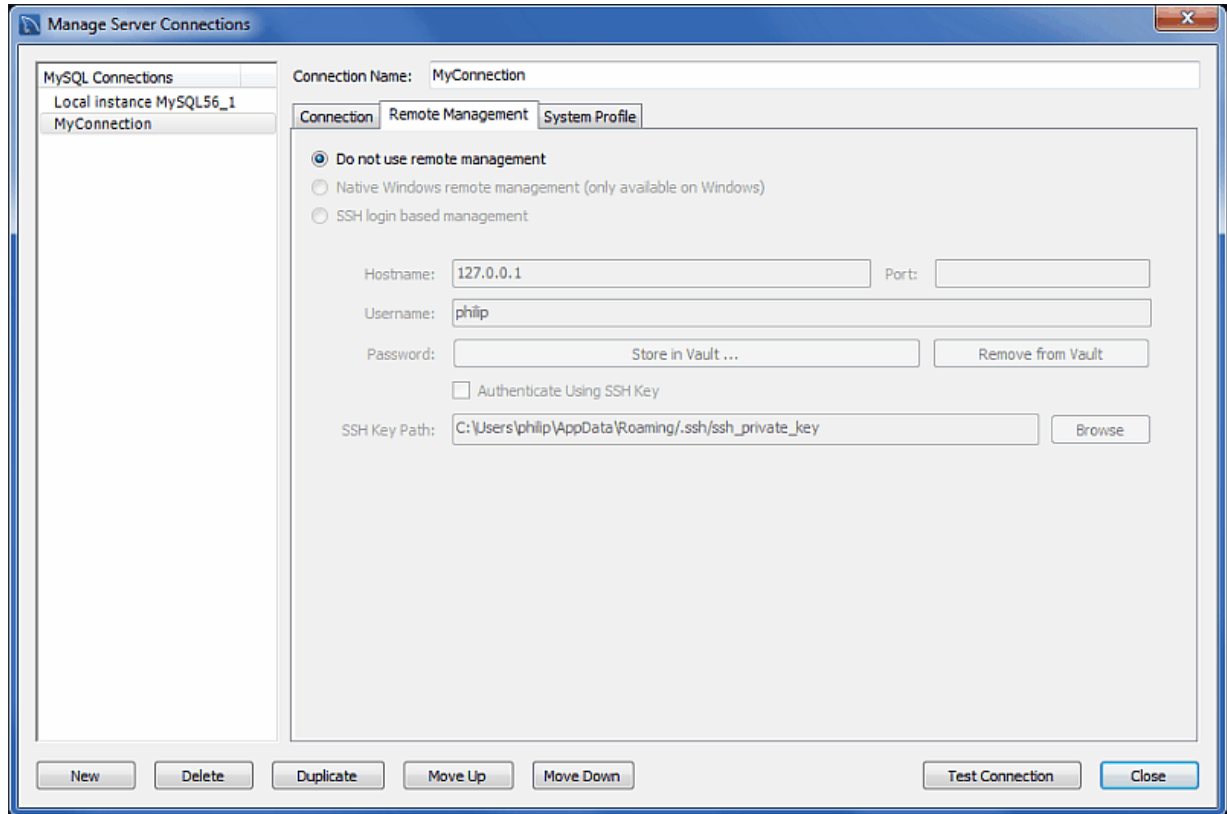 Manage Server Connections
MySQL Connections
Local instance MySQL56_1
MyConnection
Connection Name: MyConnection
Connection Remote Management System Profile
Do not use remote management
Native Windows remote management (only available on Windows)
SSH login based management
Hostname: 127.0.0.1 Port:
Username: philip
Password: Store in Vault ... Remove from Vault
Authenticate Using SSH Key
SSH Key Path: C:\Users\philip\AppData\Roaming/.ssh/ssh_private_key Browse
New Delete Duplicate Move Up Move Down Test Connection Close